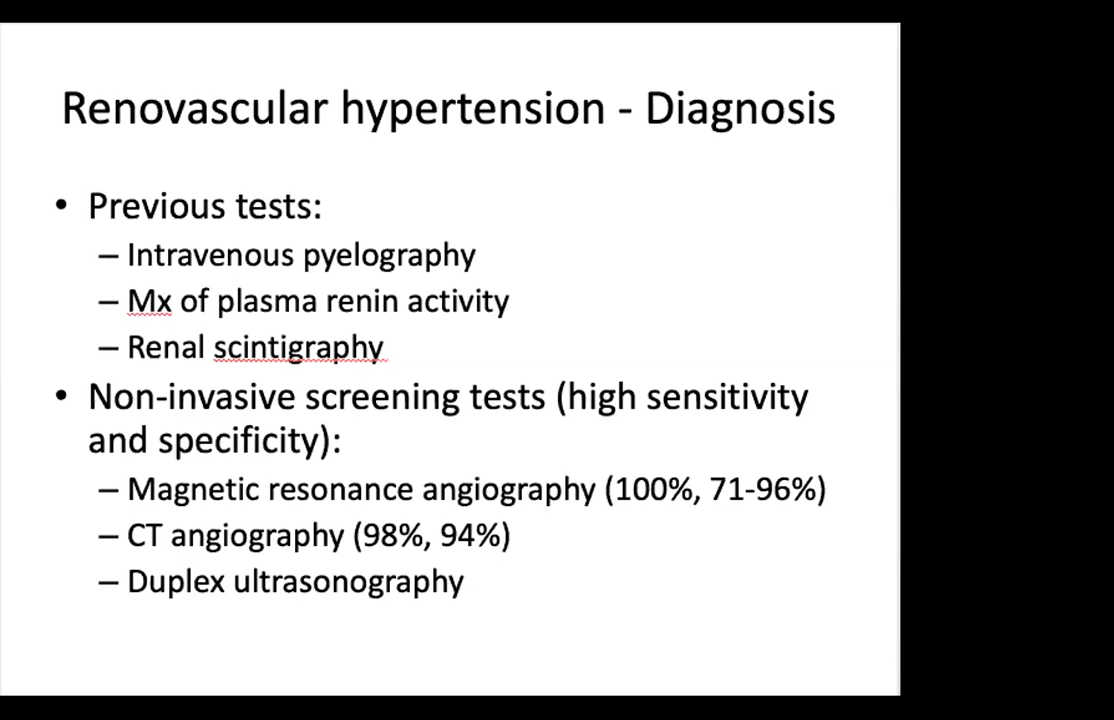 Renovascular hypertension - Diagnosis
• Previous tests:
– Intravenous pyelography
– Mx of plasma renin activity
– Renal scintigraphy
• Non-invasive screening tests (high sensitivity
and specificity):
– Magnetic resonance angiography (100%, 71-96%)
– CT angiography (98%, 94%)
– Duplex ultrasonography